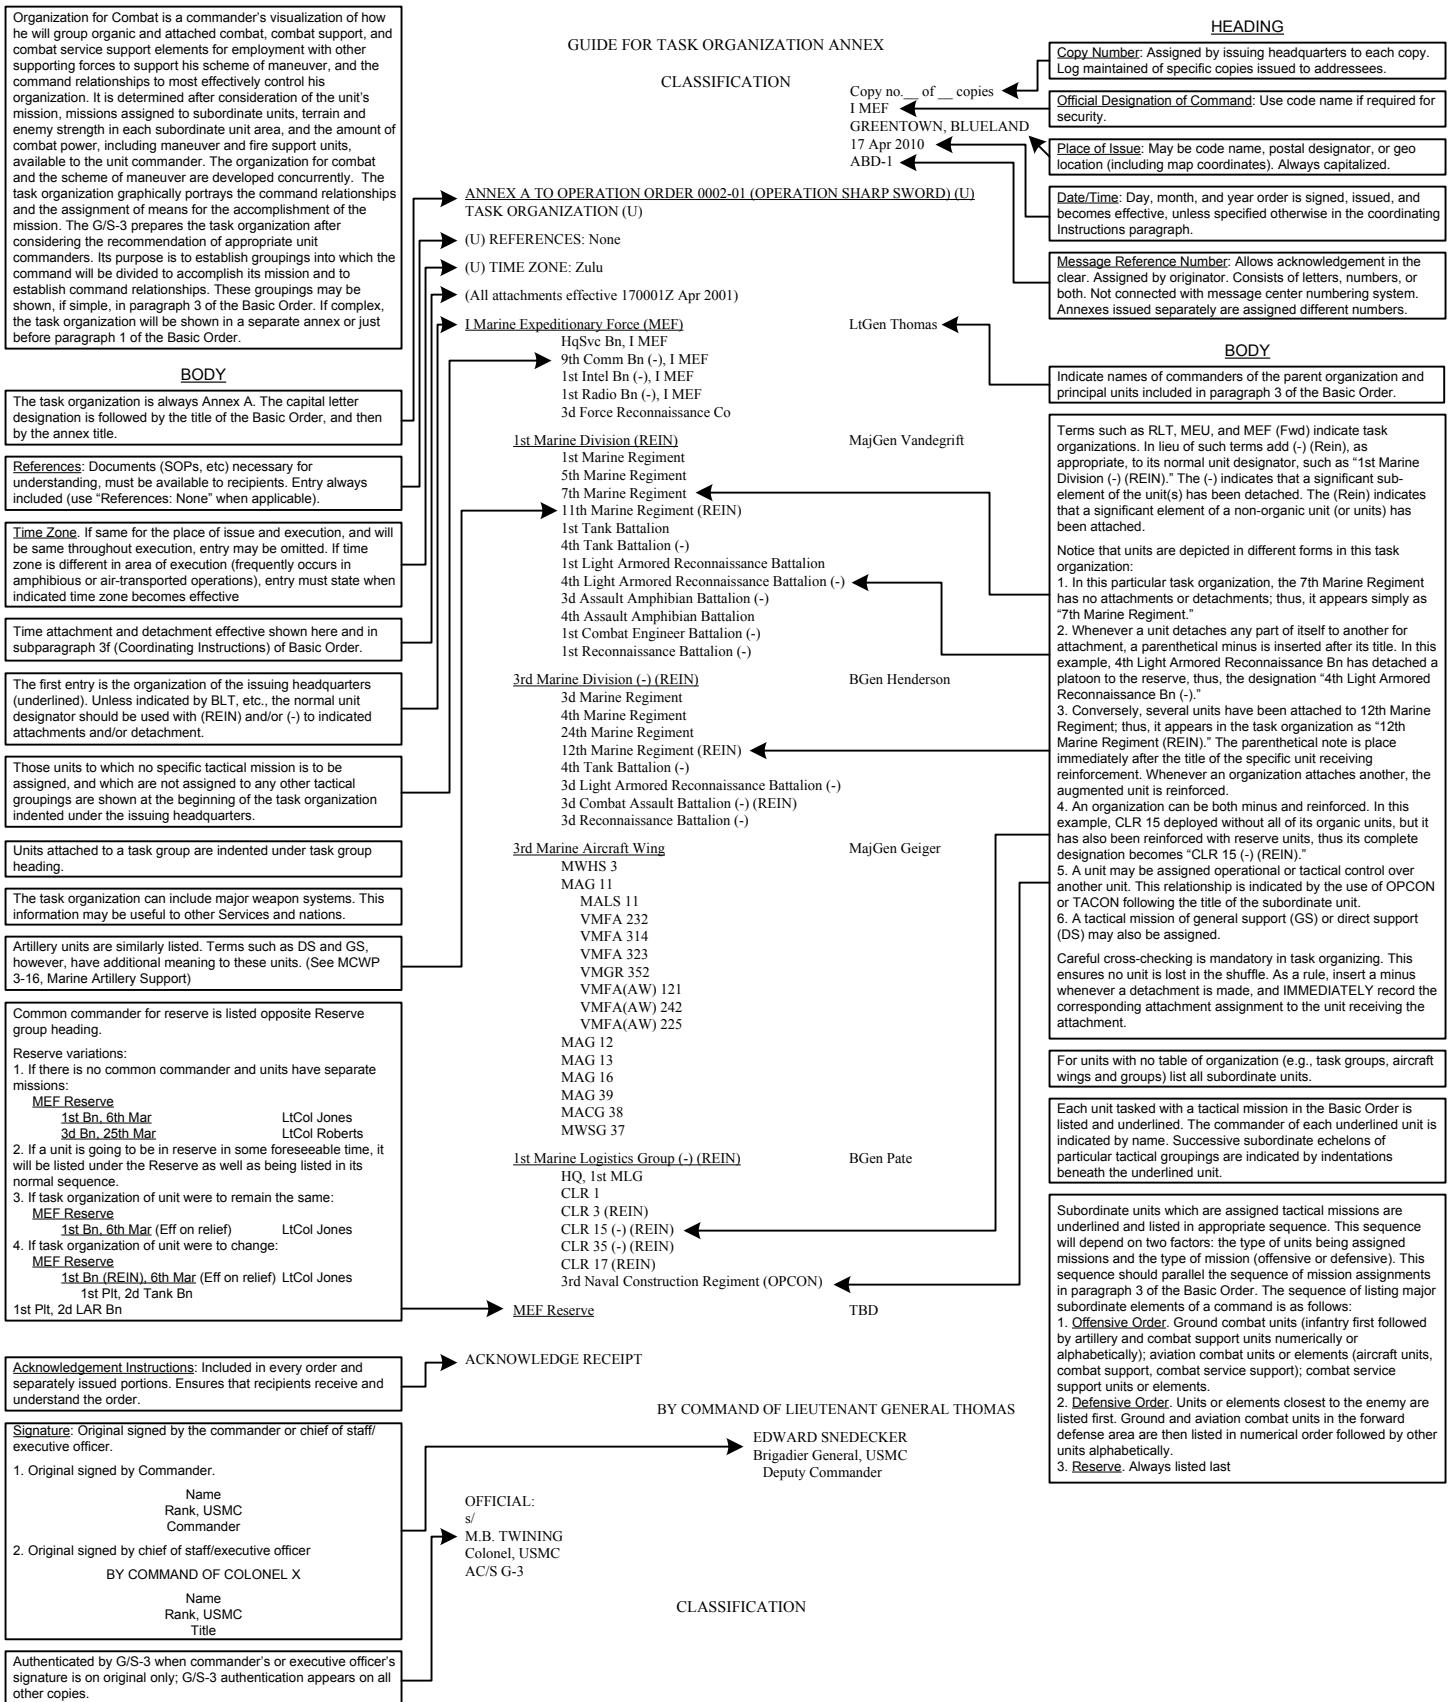 Organization for Combat is a commander's visualization of how
he will group organic and attached combat, combat support, and
combat service support elements for employment with other
supporting forces to support his scheme of maneuver, and the
command relationships to most effectively control his
organization. It is determined after consideration of the unit's
mission, missions assigned to subordinate units, terrain and
enemy strength in each subordinate unit area, and the amount of
combat power, including maneuver and fire support units,
available to the unit commander. The organization for combat
and the scheme of maneuver are developed concurrently. The
task organization graphically portrays the command relationships
and the assignment of means for the accomplishment of the
mission. The G/S-3 prepares the task organization after
considering the recommendation of appropriate unit
commanders. Its purpose is to establish groupings into which the
command will be divided to accomplish its mission and to
establish command relationships. These groupings may be
shown, if simple, in paragraph 3 of the Basic Order. If complex,
the task organization will be shown in a separate annex or just
before paragraph 1 of the Basic Order.
BODY
The task organization is always Annex A. The capital letter
designation is followed by the title of the Basic Order, and then
by the annex title.
References: Documents (SOPs, etc) necessary for
understanding, must be available to recipients. Entry always
included (use "References: None" when applicable).
Time Zone. If same for the place of issue and execution, and will
be same throughout execution, entry may be omitted. If time
zone is different in area of execution (frequently occurs in
amphibious or air-transported operations), entry must state when
indicated time zone becomes effective
Time attachment and detachment effective shown here and in
subparagraph 3f (Coordinating Instructions) of Basic Order.
The first entry is the organization of the issuing headquarters
(underlined). Unless indicated by BLT, etc., the normal unit
designator should be used with (REIN) and/or (-) to indicated
attachments and/or detachment.
Those units to which no specific tactical mission is to be
assigned, and which are not assigned to any other tactical
groupings are shown at the beginning of the task organization
indented under the issuing headquarters.
Units attached to a task group are indented under task group
heading.
The task organization can include major weapon systems. This
information may be useful to other Services and nations.
Artillery units are similarly listed. Terms such as DS and GS,
however, have additional meaning to these units. (See MCWP
3-16, Marine Artillery Support)
Common commander for reserve is listed opposite Reserve
group heading.
Reserve variations:
1. If there is no common commander and units have separate
missions:
MEF Reserve
1st Bn, 6th Mar LtCol Jones
3d Bn, 25th Mar LtCol Roberts
2. If a unit is going to be in reserve in some foreseeable time, it
will be listed under the Reserve as well as being listed in its
normal sequence.
3. If task organization of unit were to remain the same:
MEF Reserve
1st Bn, 6th Mar (Eff on relief) LtCol Jones
4. If task organization of unit were to change:
MEF Reserve
1st Bn (REIN), 6th Mar (Eff on relief) LtCol Jones
1st Plt, 2d Tank Bn
1st Plt, 2d LAR Bn
Acknowledgement Instructions: Included in every order and
separately issued portions. Ensures that recipients receive and
understand the order.
Signature: Original signed by the commander or chief of staff/
executive officer.
1. Original signed by Commander.
Name
Rank, USMC
Commander
2. Original signed by chief of staff/executive officer
BY COMMAND OF COLONEL X
Name
Rank, USMC
Title
Authenticated by G/S-3 when commander's or executive officer's
signature is on original only; G/S-3 authentication appears on all
other copies.
GUIDE FOR TASK ORGANIZATION ANNEX
CLASSIFICATION
Copy no.__ of __ copies
I MEF
GREENTOWN, BLUELAND
17 Apr 2010
ABD-1
ANNEX A TO OPERATION ORDER 0002-01 (OPERATION SHARP SWORD) (U)
TASK ORGANIZATION (U)
(U) REFERENCES: None
(U) TIME ZONE: Zulu
(All attachments effective 170001Z Apr 2001)
I Marine Expeditionary Force (MEF) LtGen Thomas
HqSvc Bn, I MEF
9th Comm Bn (-), I MEF
1st Intel Bn (-), I MEF
1st Radio Bn (-), I MEF
3d Force Reconnaissance Co
1st Marine Division (REIN) MajGen Vandegrift
1st Marine Regiment
5th Marine Regiment
7th Marine Regiment
11th Marine Regiment (REIN)
1st Tank Battalion
4th Tank Battalion (-)
1st Light Armored Reconnaissance Battalion
4th Light Armored Reconnaissance Battalion (-)
3d Assault Amphibian Battalion (-)
4th Assault Amphibian Battalion
1st Combat Engineer Battalion (-)
1st Reconnaissance Battalion (-)
3rd Marine Division (-) (REIN) BGen Henderson
3d Marine Regiment
4th Marine Regiment
24th Marine Regiment
12th Marine Regiment (REIN)
4th Tank Battalion (-)
3d Light Armored Reconnaissance Battalion (-)
3d Combat Assault Battalion (-) (REIN)
3d Reconnaissance Battalion (-)
3rd Marine Aircraft Wing MajGen Geiger
MWHS 3
MAG 11
MALS 11
VMFA 232
VMFA 314
VMFA 323
VMGR 352
VMFA(AW) 121
VMFA(AW) 242
VMFA(AW) 225
MAG 12
MAG 13
MAG 16
MAG 39
MACG 38
MWSG 37
1st Marine Logistics Group (-) (REIN) BGen Pate
HQ, 1st MLG
CLR 1
CLR 3 (REIN)
CLR 15 (-) (REIN)
CLR 35 (-) (REIN)
CLR 17 (REIN)
3rd Naval Construction Regiment (OPCON)
MEF Reserve TBD
ACKNOWLEDGE RECEIPT
BY COMMAND OF LIEUTENANT GENERAL THOMAS
EDWARD SNEDECKER
Brigadier General, USMC
Deputy Commander
OFFICIAL:
s/
M.B. TWINING
Colonel, USMC
AC/S G-3
CLASSIFICATION
HEADING
Copy Number: Assigned by issuing headquarters to each copy.
Log maintained of specific copies issued to addressees.
Official Designation of Command: Use code name if required for
security.
Place of Issue: May be code name, postal designator, or geo
location (including map coordinates). Always capitalized.
Date/Time: Day, month, and year order is signed, issued, and
becomes effective, unless specified otherwise in the coordinating
Instructions paragraph.
Message Reference Number: Allows acknowledgement in the
clear. Assigned by originator. Consists of letters, numbers, or
both. Not connected with message center numbering system.
Annexes issued separately are assigned different numbers.
BODY
Indicate names of commanders of the parent organization and
principal units included in paragraph 3 of the Basic Order.
Terms such as RLT, MEU, and MEF (Fwd) indicate task
organizations. In lieu of such terms add (-) (Rein), as
appropriate, to its normal unit designator, such as "1st Marine
Division (-) (REIN)." The (-) indicates that a significant sub-
element of the unit(s) has been detached. The (Rein) indicates
that a significant element of a non-organic unit (or units) has
been attached.
Notice that units are depicted in different forms in this task
organization:
1. In this particular task organization, the 7th Marine Regiment
has no attachments or detachments; thus, it appears simply as
"7th Marine Regiment."
2. Whenever a unit detaches any part of itself to another for
attachment, a parenthetical minus is inserted after its title. In this
example, 4th Light Armored Reconnaissance Bn has detached a
platoon to the reserve, thus, the designation "4th Light Armored
Reconnaissance Bn (-)."
3. Conversely, several units have been attached to 12th Marine
Regiment; thus, it appears in the task organization as "12th
Marine Regiment (REIN)." The parenthetical note is place
immediately after the title of the specific unit receiving
reinforcement. Whenever an organization attaches another, the
augmented unit is reinforced.
4. An organization can be both minus and reinforced. In this
example, CLR 15 deployed without all of its organic units, but it
has also been reinforced with reserve units, thus its complete
designation becomes "CLR 15 (-) (REIN)."
5. A unit may be assigned operational or tactical control over
another unit. This relationship is indicated by the use of OPCON
or TACON following the title of the subordinate unit.
6. A tactical mission of general support (GS) or direct support
(DS) may also be assigned.
Careful cross-checking is mandatory in task organizing. This
ensures no unit is lost in the shuffle. As a rule, insert a minus
whenever a detachment is made, and IMMEDIATELY record the
corresponding attachment assignment to the unit receiving the
attachment.
For units with no table of organization (e.g., task groups, aircraft
wings and groups) list all subordinate units.
Each unit tasked with a tactical mission in the Basic Order is
listed and underlined. The commander of each underlined unit is
indicated by name. Successive subordinate echelons of
particular tactical groupings are indicated by indentations
beneath the underlined unit.
Subordinate units which are assigned tactical missions are
underlined and listed in appropriate sequence. This sequence
will depend on two factors: the type of units being assigned
missions and the type of mission (offensive or defensive). This
sequence should parallel the sequence of mission assignments
in paragraph 3 of the Basic Order. The sequence of listing major
subordinate elements of a command is as follows:
1. Offensive Order. Ground combat units (infantry first followed
by artillery and combat support units numerically or
alphabetically); aviation combat units or elements (aircraft units,
combat support, combat service support); combat service
support units or elements.
2. Defensive Order. Units or elements closest to the enemy are
listed first. Ground and aviation combat units in the forward
defense area are then listed in numerical order followed by other
units alphabetically.
3. Reserve. Always listed last